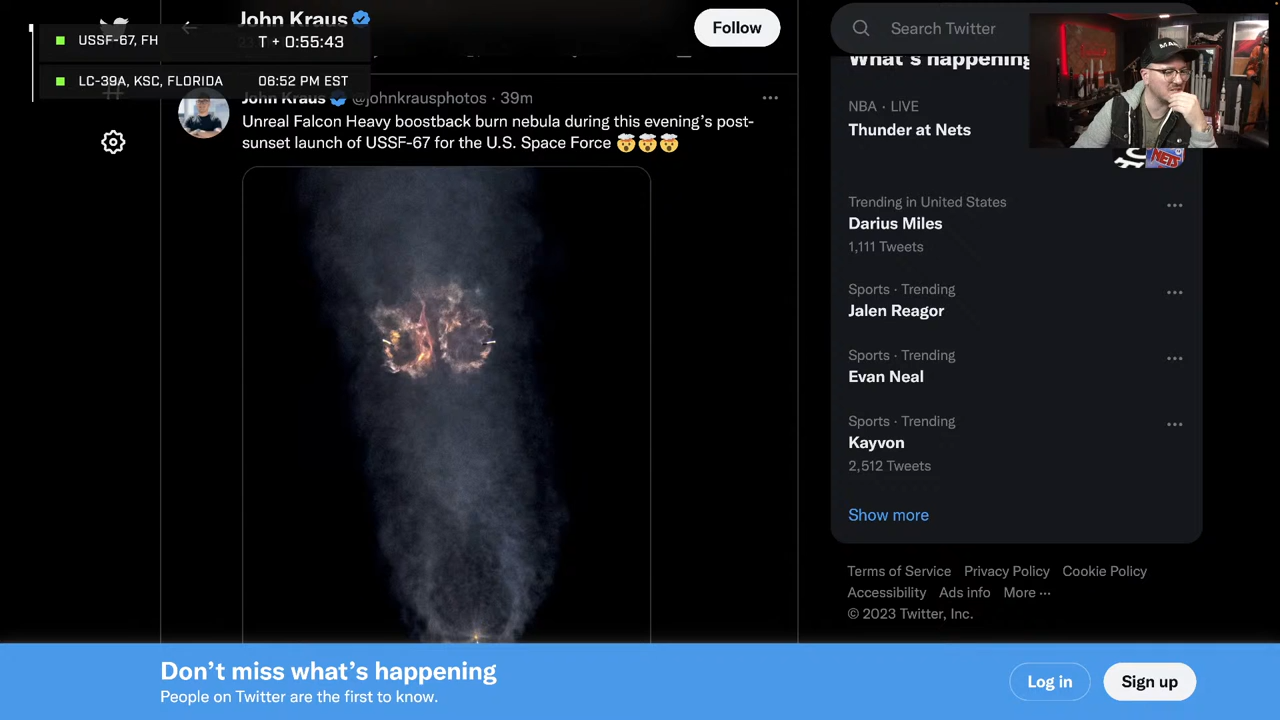 John Kraus
USSF-67, FH
T + 0:55:43
LC-39A, KSC, FLORIDA
06:52 PM EST
Follow
John Kraus @johnkrausphotos · 39m
Unreal Falcon Heavy boostback burn nebula during this evening's post-
sunset launch of USSF-67 for the U.S. Space Force 🤯🤯🤯
Search Twitter
What's happening
NBA · LIVE
Thunder at Nets
NETS
Trending in United States
Darius Miles
1,111 Tweets
Sports · Trending
Jalen Reagor
Sports · Trending
Evan Neal
Sports · Trending
Kayvon
2,512 Tweets
Show more
Terms of Service Privacy Policy Cookie Policy
Accessibility Ads info More ···
© 2023 Twitter, Inc.
Don't miss what's happening
People on Twitter are the first to know.
Log in
Sign up